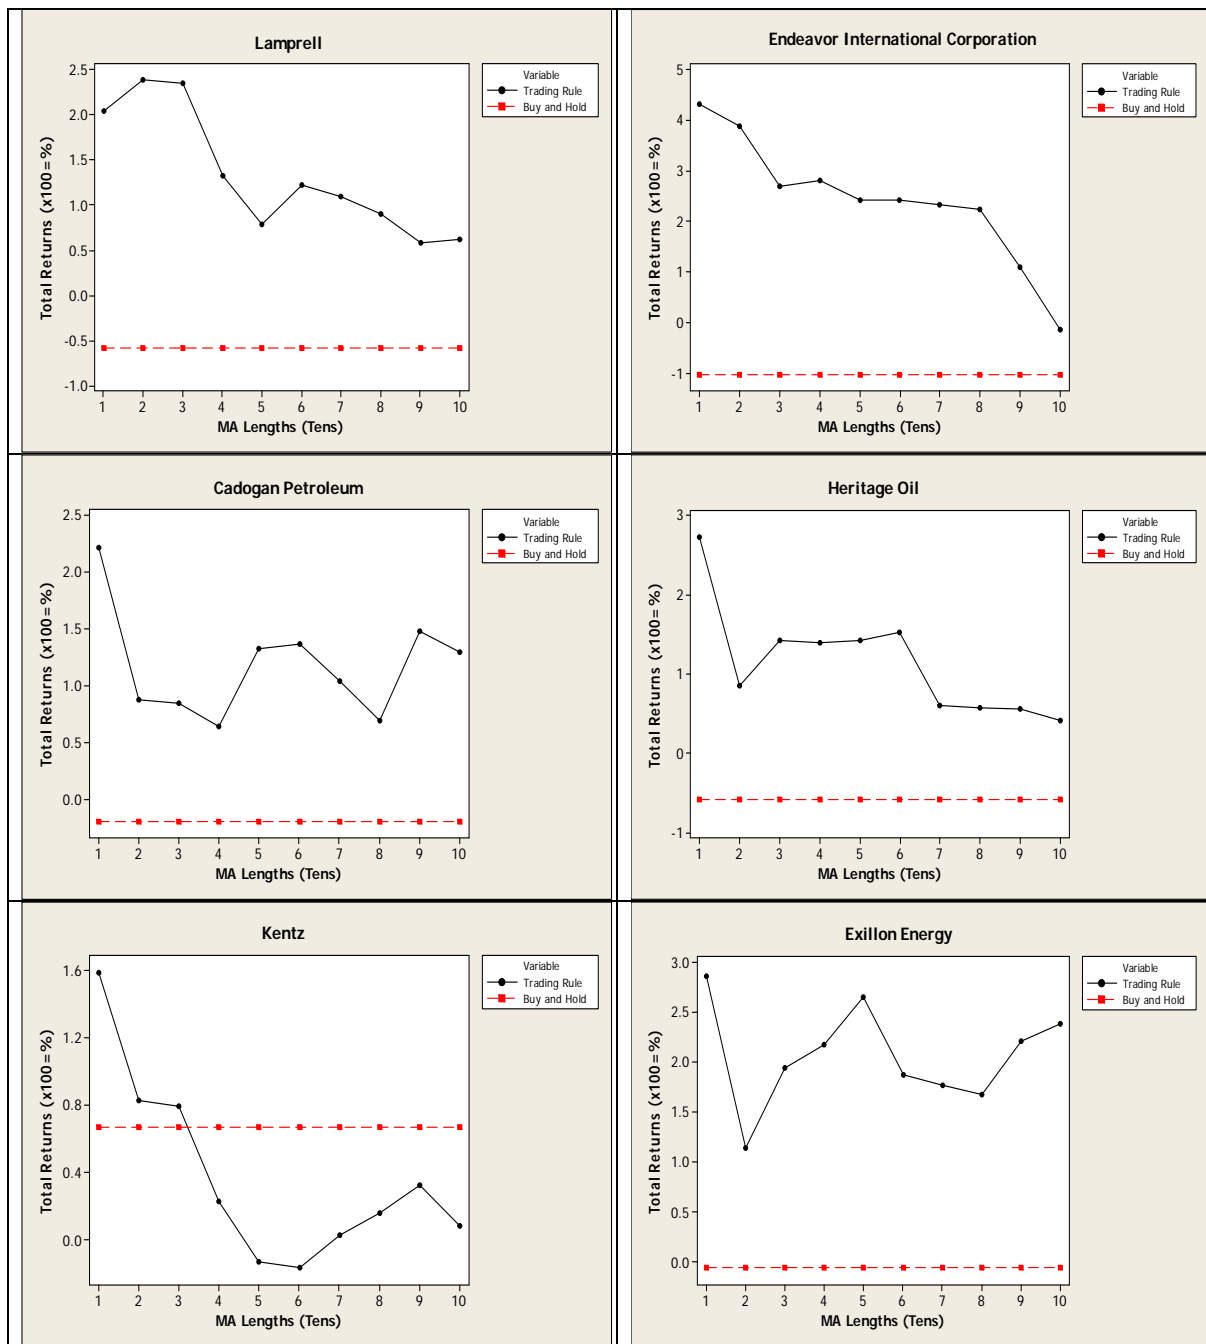 Lamprell
Variable
Trading Rule
Buy and Hold
Total Returns (x100=%)
2.5
2.0
1.5
1.0
0.5
0.0
-0.5
-1.0
1 2 3 4 5 6 7 8 9 10
MA Lengths (Tens)
Endeavor International Corporation
Variable
Trading Rule
Buy and Hold
Total Returns (x100=%)
5
4
3
2
1
0
-1
1 2 3 4 5 6 7 8 9 10
MA Lengths (Tens)
Cadogan Petroleum
Variable
Trading Rule
Buy and Hold
Total Returns (x100=%)
2.5
2.0
1.5
1.0
0.5
0.0
1 2 3 4 5 6 7 8 9 10
MA Lengths (Tens)
Heritage Oil
Variable
Trading Rule
Buy and Hold
Total Returns (x100=%)
3
2
1
0
-1
1 2 3 4 5 6 7 8 9 10
MA Lengths (Tens)
Kentz
Variable
Trading Rule
Buy and Hold
Total Returns (x100=%)
1.6
1.2
0.8
0.4
0.0
1 2 3 4 5 6 7 8 9 10
MA Lengths (Tens)
Exillon Energy
Variable
Trading Rule
Buy and Hold
Total Returns (x100=%)
3.0
2.5
2.0
1.5
1.0
0.5
0.0
1 2 3 4 5 6 7 8 9 10
MA Lengths (Tens)